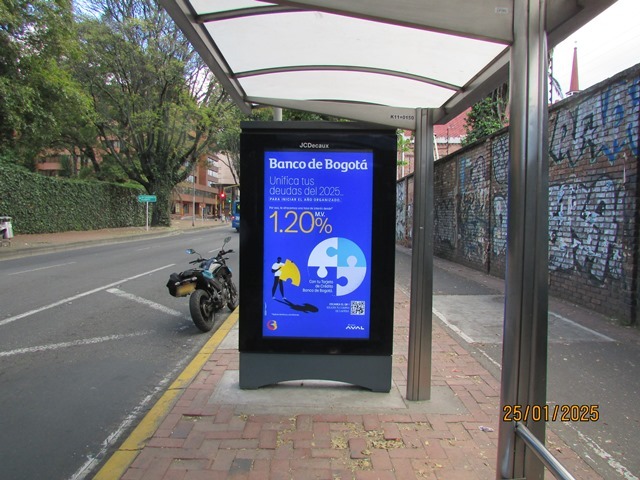 JCDecaux
Banco de Bogotá
Unifica tus
deudas del 2025
PARA INICIAR EL AÑO ORGANIZADO.
1.20% M.V.
Con tu Tarjeta
de Crédito
Banco de Bogotá.
AVAL
25/01/2025